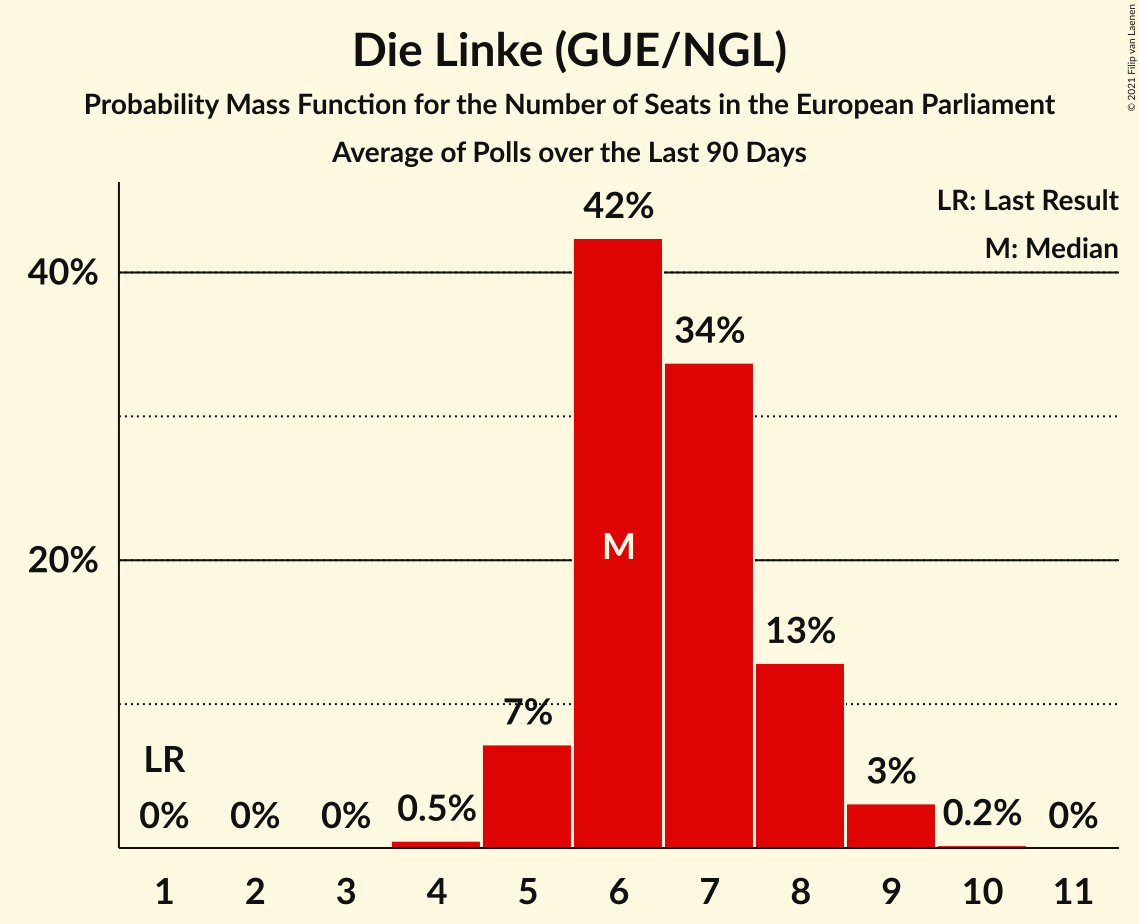 Die Linke (GUE/NGL)
Probability Mass Function for the Number of Seats in the European Parliament
Average of Polls over the Last 90 Days
© 2021 Filip van Laenen
LR: Last Result
M: Median
40%
20%
LR
0%
0%
0%
0.5%
7%
42%
M
34%
13%
3%
0.2%
0%
1 2 3 4 5 6 7 8 9 10 11